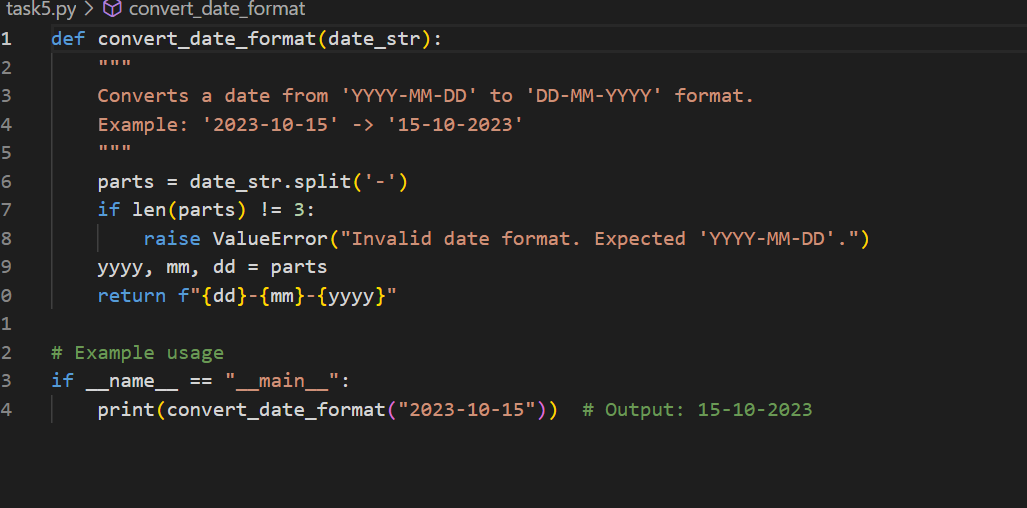 task5.py > convert_date_format
1 def convert_date_format(date_str):
2     """
3     Converts a date from 'YYYY-MM-DD' to 'DD-MM-YYYY' format.
4     Example: '2023-10-15' -> '15-10-2023'
5     """
6     parts = date_str.split('-')
7     if len(parts) != 3:
8         raise ValueError("Invalid date format. Expected 'YYYY-MM-DD'.")
9     yyyy, mm, dd = parts
0     return f"{dd}-{mm}-{yyyy}"
1
2 # Example usage
3 if __name__ == "__main__":
4     print(convert_date_format("2023-10-15"))  # Output: 15-10-2023